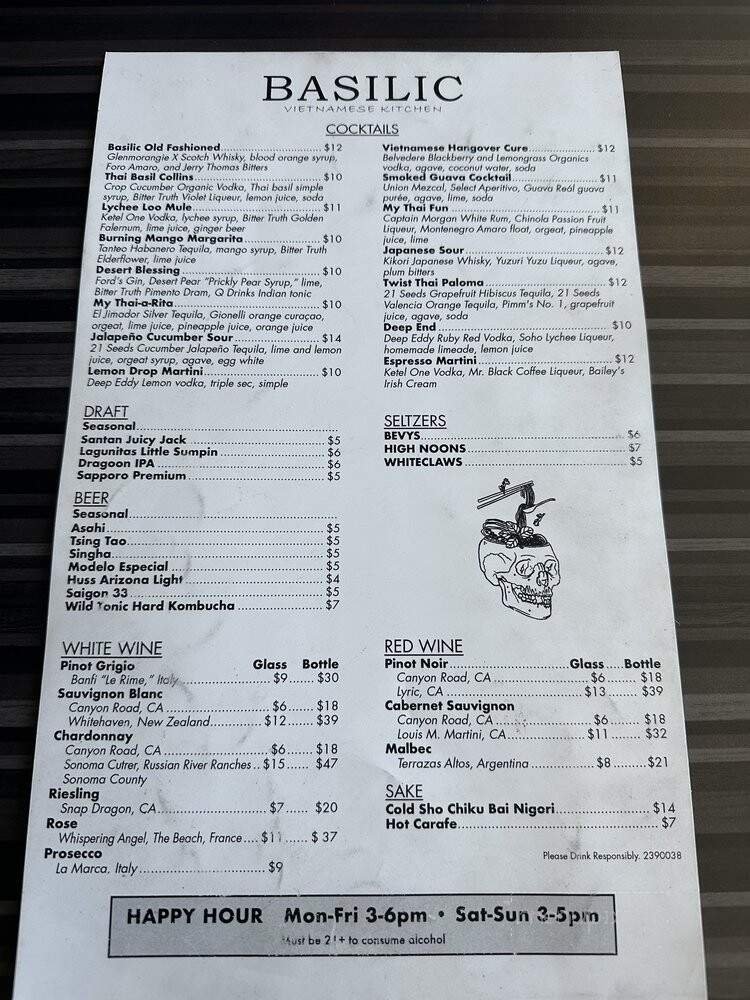 BASILIC
VIETNAMESE KITCHEN
COCKTAILS
Basilic Old Fashioned $12
Glenmorangie X Scotch Whisky, blood orange syrup,
Foro Amaro, and Jerry Thomas Bitters
Thai Basil Collins $10
Crop Cucumber Organic Vodka, Thai basil simple
syrup, Bitter Truth Violet Liqueur, lemon juice, soda
Lychee Loo Mule $11
Ketel One Vodka, lychee syrup, Bitter Truth Golden
Falernum, lime juice, ginger beer
Burning Mango Margarita $10
Tanteo Habanero Tequila, mango syrup, Bitter Truth
Elderflower, lime juice
Desert Blessing $10
Ford's Gin, Desert Pear "Prickly Pear Syrup," lime,
Bitter Truth Pimento Dram, Q Drinks Indian tonic
My Thai-a-Rita $10
El Jimador Silver Tequila, Gionelli orange curaçao,
orgeat, lime juice, pineapple juice, orange juice
Jalapeño Cucumber Sour $14
21 Seeds Cucumber Jalapeño Tequila, lime and lemon
juice, orgeat syrup, agave, egg white
Lemon Drop Martini $10
Deep Eddy Lemon vodka, triple sec, simple
Vietnamese Hangover Cure $12
Belvedere Blackberry and Lemongrass Organics
vodka, agave, coconut water, soda
Smoked Guava Cocktail $11
Union Mezcal, Select Aperitivo, Guava Reól guava
purée, agave, lime, soda
My Thai Fun $11
Captain Morgan White Rum, Chinola Passion Fruit
Liqueur, Montenegro Amaro float, orgeat, pineapple
juice, lime
Japanese Sour $12
Kikori Japanese Whisky, Yuzuri Yuzu Liqueur, agave,
plum bitters
Twist Thai Paloma $12
21 Seeds Grapefruit Hibiscus Tequila, 21 Seeds
Valencia Orange Tequila, Pimm's No. 1, grapefruit
juice, agave, soda
Deep End $10
Deep Eddy Ruby Red Vodka, Soho Lychee Liqueur,
homemade limeade, lemon juice
Espresso Martini $12
Ketel One Vodka, Mr. Black Coffee Liqueur, Bailey's
Irish Cream
DRAFT
Seasonal
Santan Juicy Jack $5
Lagunitas Little Sumpin $6
Dragoon IPA $6
Sapporo Premium $5
BEER
Seasonal
Asahi $5
Tsing Tao $5
Singha $5
Modelo Especial $5
Huss Arizona Light $4
Saigon 33 $5
Wild Tonic Hard Kombucha $7
SELTZERS
BEVYS $6
HIGH NOONS $7
WHITECLAWS $5
WHITE WINE
Pinot Grigio Glass Bottle
Banfi "Le Rime," Italy $9 $30
Sauvignon Blanc
Canyon Road, CA $6 $18
Whitehaven, New Zealand $12 $39
Chardonnay
Canyon Road, CA $6 $18
Sonoma Cutrer, Russian River Ranches $15 $47
Sonoma County
Riesling
Snap Dragon, CA $7 $20
Rose
Whispering Angel, The Beach, France $11 $ 37
Prosecco
La Marca, Italy $9
RED WINE
Pinot Noir Glass Bottle
Canyon Road, CA $6 $18
Lyric, CA $13 $39
Cabernet Sauvignon
Canyon Road, CA $6 $18
Louis M. Martini, CA $11 $32
Malbec
Terrazas Altos, Argentina $8 $21
SAKE
Cold Sho Chiku Bai Nigori $14
Hot Carafe $7
Please Drink Responsibly. 2390038
HAPPY HOUR Mon-Fri 3-6pm • Sat-Sun 3-5pm
Must be 21+ to consume alcohol